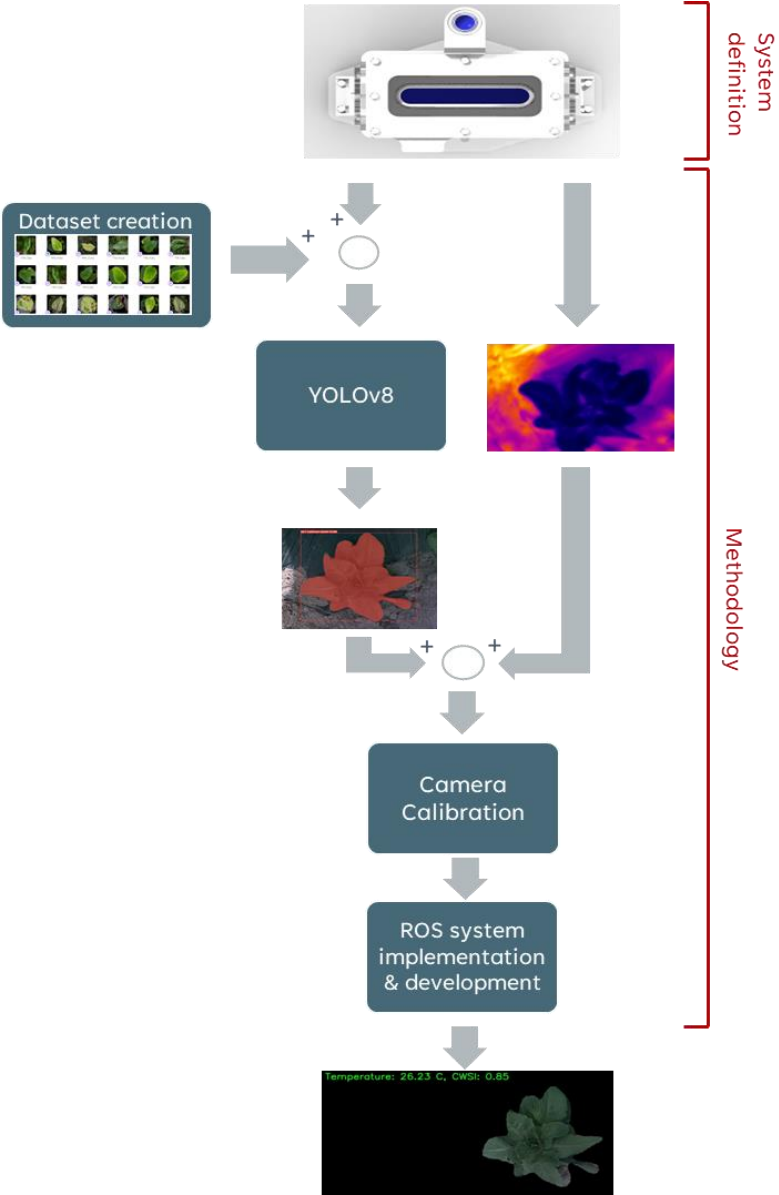 System
definition
Dataset creation
+
+
YOLOv8
+
+
Methodology
Camera
Calibration
ROS system
implementation
& development
Temperature: 26.23 C, CWSI: 0.85